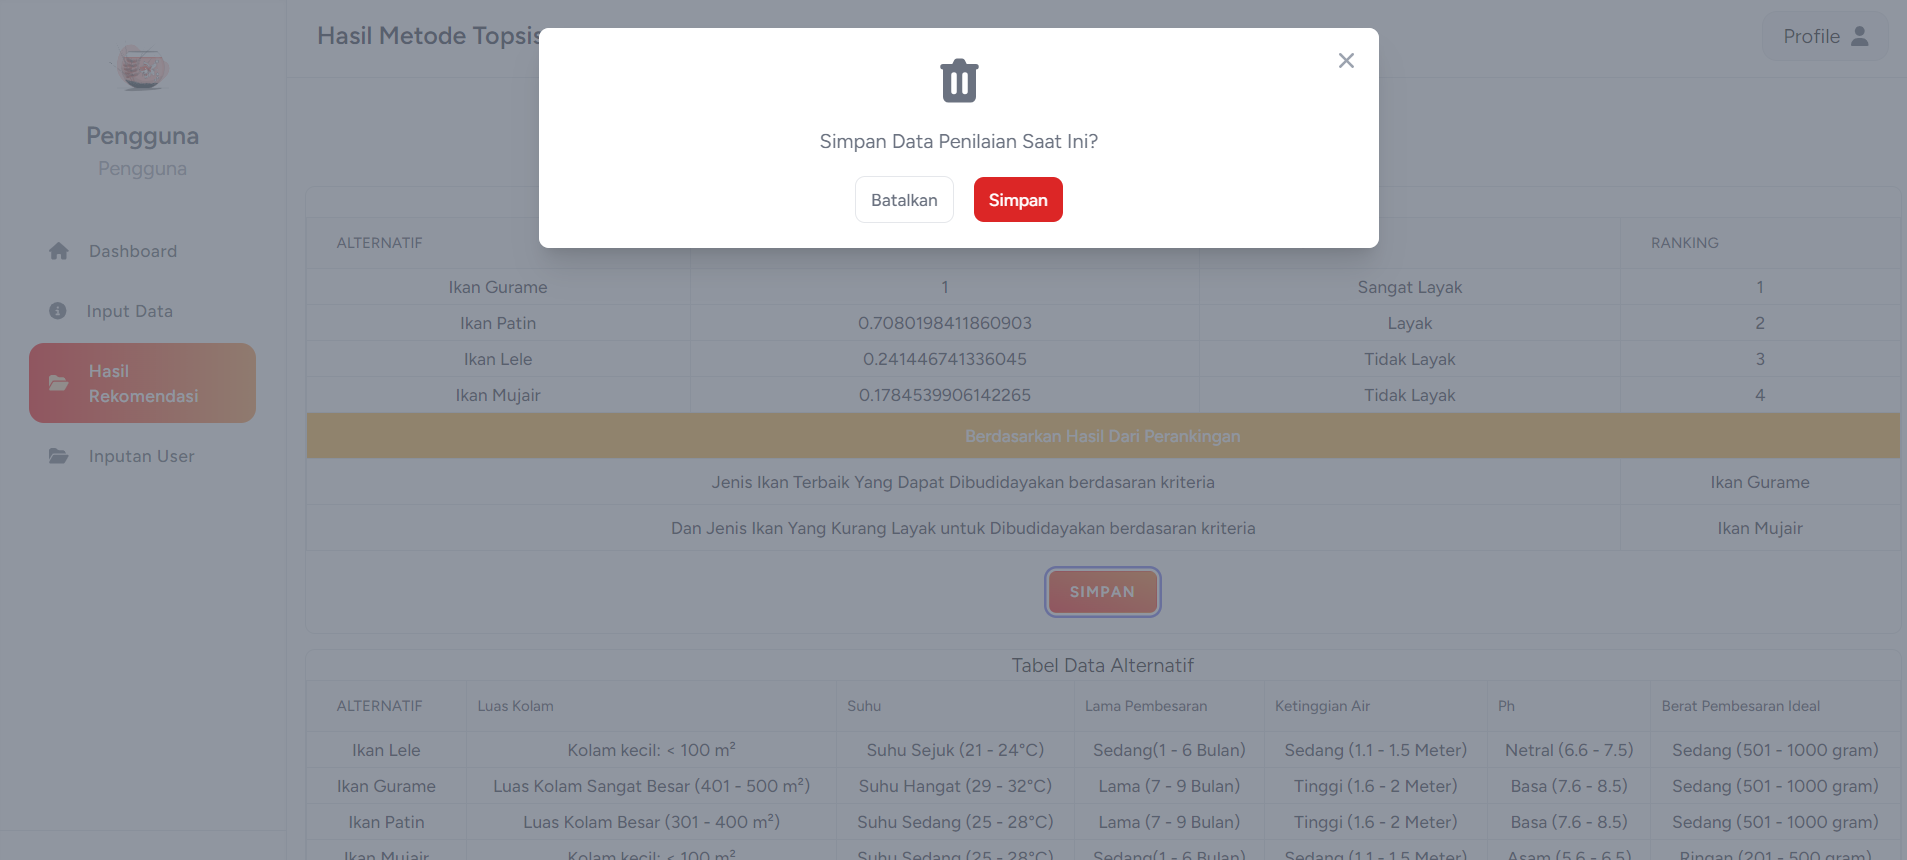 Hasil Metode Topsis
Profile
Simpan Data Penilaian Saat Ini?
Batalkan
Simpan
Pengguna
Pengguna
Dashboard
Input Data
Hasil
Rekomendasi
Inputan User
ALTERNATIF RANKING
Ikan Gurame 1 Sangat Layak 1
Ikan Patin 0.7080198411860903 Layak 2
Ikan Lele 0.241446741336045 Tidak Layak 3
Ikan Mujair 0.1784539906142265 Tidak Layak 4
Berdasarkan Hasil Dari Perankingan
Jenis Ikan Terbaik Yang Dapat Dibudidayakan berdasaran kriteria Ikan Gurame
Dan Jenis Ikan Yang Kurang Layak untuk Dibudidayakan berdasaran kriteria Ikan Mujair
SIMPAN
Tabel Data Alternatif
ALTERNATIF Luas Kolam Suhu Lama Pembesaran Ketinggian Air Ph Berat Pembesaran Ideal
Ikan Lele Kolam kecil: < 100 m² Suhu Sejuk (21 - 24°C) Sedang(1 - 6 Bulan) Sedang (1.1 - 1.5 Meter) Netral (6.6 - 7.5) Sedang (501 - 1000 gram)
Ikan Gurame Luas Kolam Sangat Besar (401 - 500 m²) Suhu Hangat (29 - 32°C) Lama (7 - 9 Bulan) Tinggi (1.6 - 2 Meter) Basa (7.6 - 8.5) Sedang (501 - 1000 gram)
Ikan Patin Luas Kolam Besar (301 - 400 m²) Suhu Sedang (25 - 28°C) Lama (7 - 9 Bulan) Tinggi (1.6 - 2 Meter) Basa (7.6 - 8.5) Sedang (501 - 1000 gram)
Ikan Mujair Kolam kecil: < 100 m² Suhu Sedang (25 - 28°C) Sedang(1 - 6 Bulan) Sedang (1.1 - 1.5 Meter) Asam (5.6 - 6.5) Ringan (201 - 500 gram)